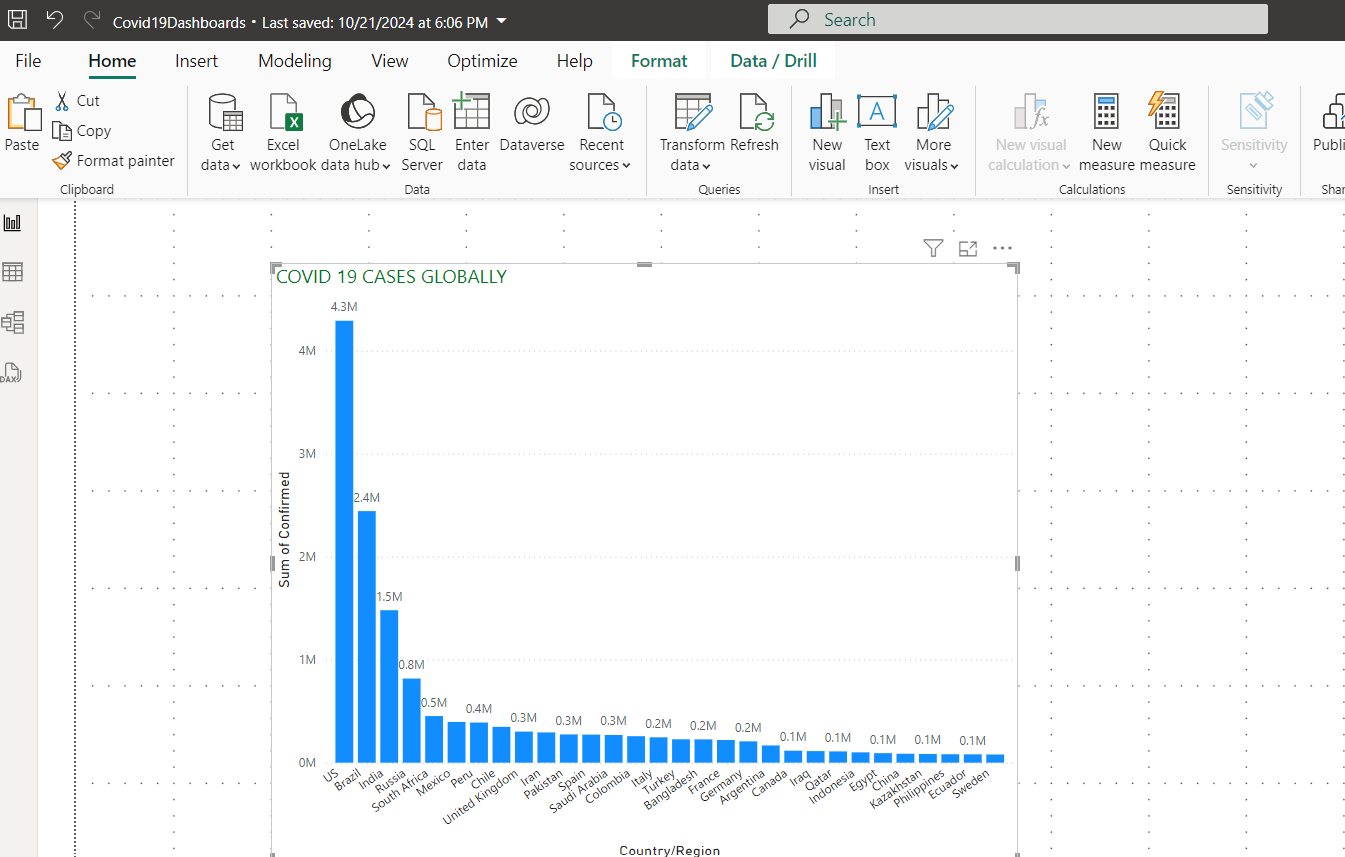 Covid19Dashboards • Last saved: 10/21/2024 at 6:06 PM
Search
File Home Insert Modeling View Optimize Help Format Data / Drill
Paste
Cut
Copy
Format painter
Clipboard
Get data
Excel workbook
OneLake data hub
SQL Server
Enter data
Dataverse
Recent sources
Data
Transform data
Refresh
Queries
New visual
Text box
More visuals
Insert
New visual calculation
New measure
Quick measure
Calculations
Sensitivity
Sensitivity
Publi
Shar
DAX
COVID 19 CASES GLOBALLY
4.3M
4M
3M
2.4M
2M
1.5M
1M
0.8M
0.5M
0.4M
0.3M
0.3M
0.3M
0.2M
0.2M
0.2M
0.1M
0.1M
0.1M
0.1M
0.1M
0M
Sum of Confirmed
US
Brazil
India
Russia
South Africa
Mexico
Peru
Chile
United Kingdom
Iran
Pakistan
Spain
Saudi Arabia
Colombia
Italy
Turkey
Bangladesh
France
Germany
Argentina
Canada
Iraq
Qatar
Indonesia
Egypt
China
Kazakhstan
Philippines
Ecuador
Sweden
Country/Region